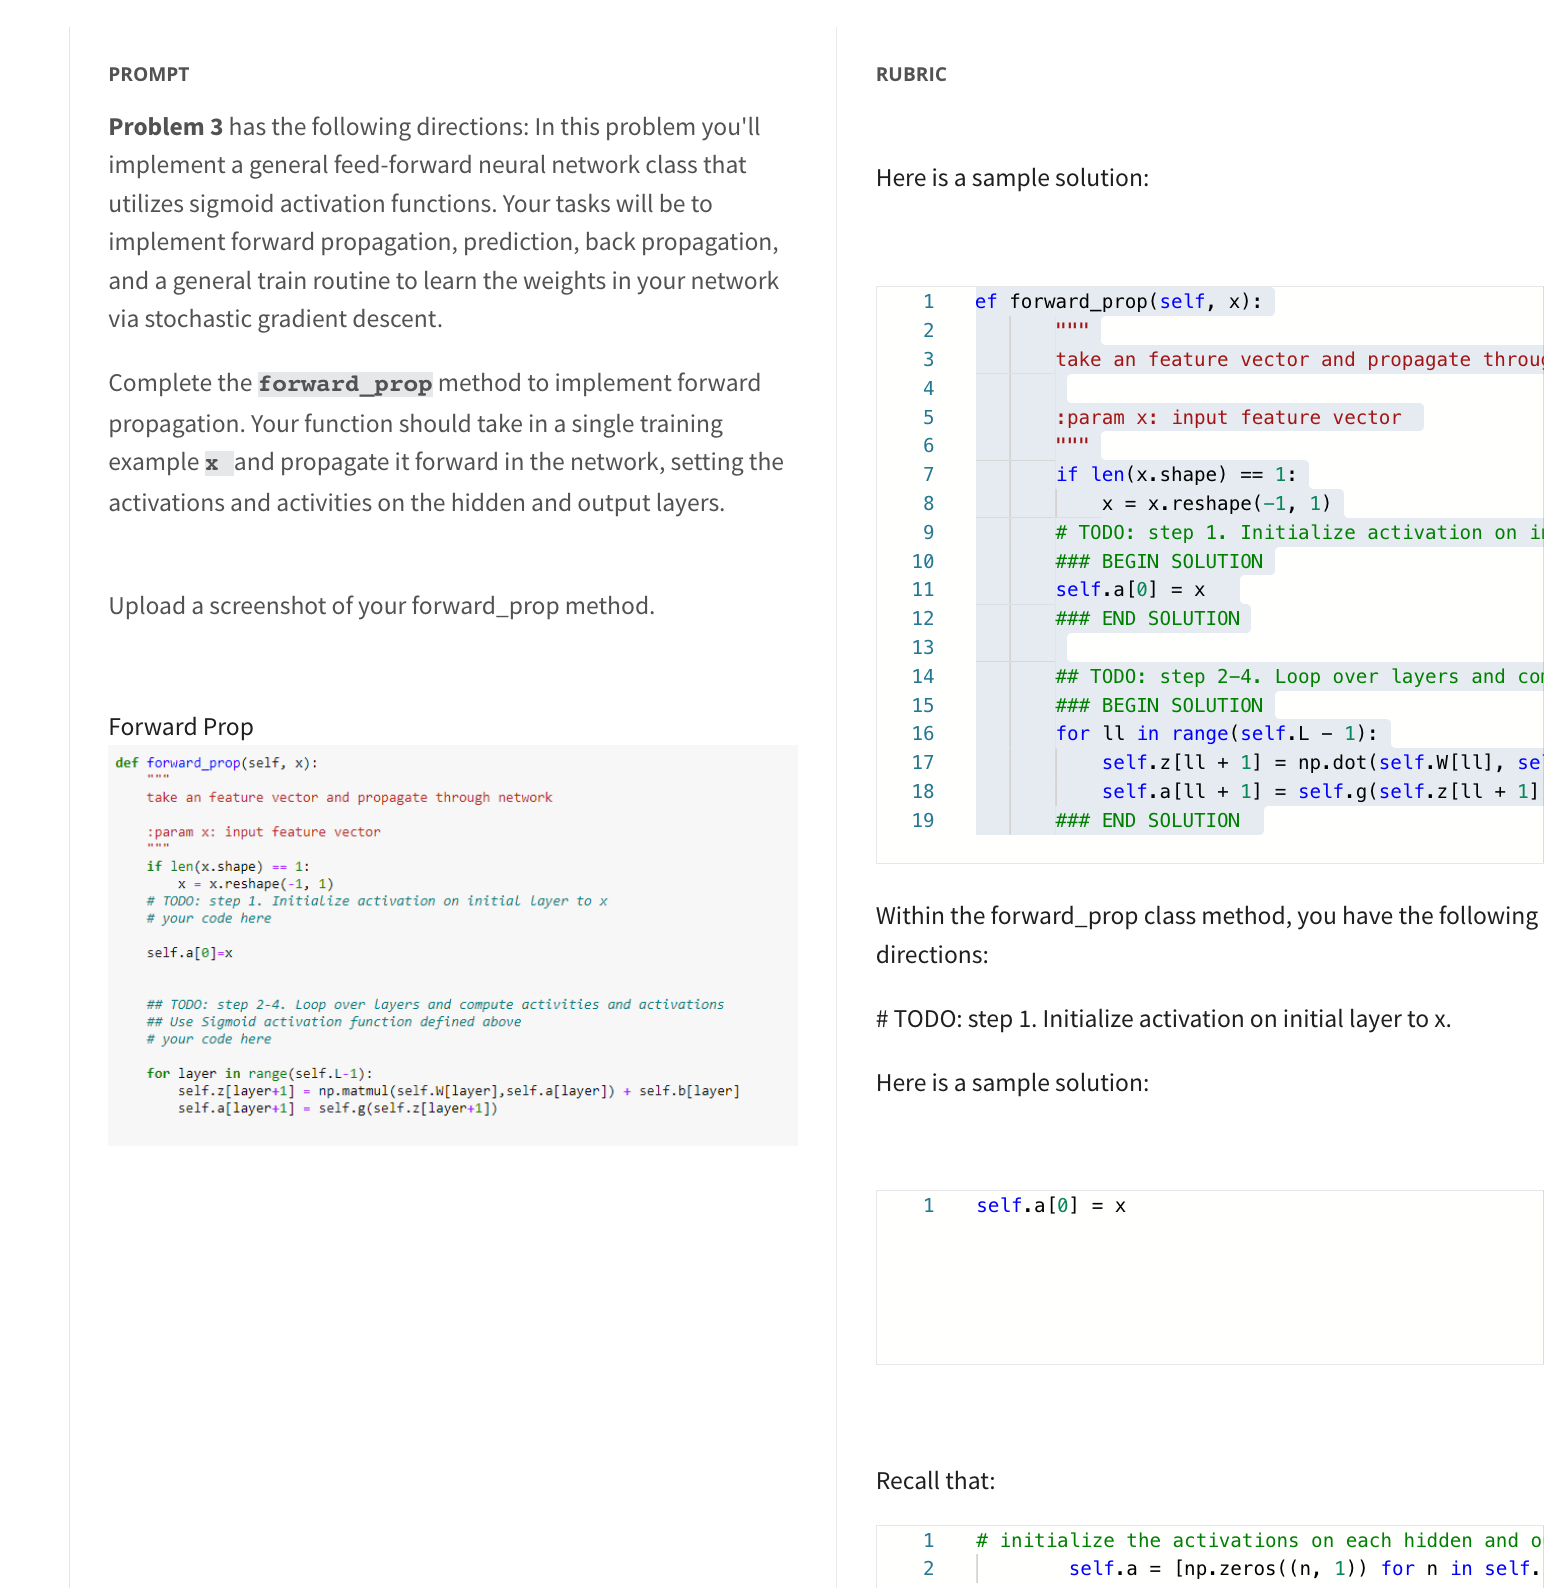 PROMPT
Problem 3 has the following directions: In this problem you'll
implement a general feed-forward neural network class that
utilizes sigmoid activation functions. Your tasks will be to
implement forward propagation, prediction, back propagation,
and a general train routine to learn the weights in your network
via stochastic gradient descent.
Complete the forward_prop method to implement forward
propagation. Your function should take in a single training
example x and propagate it forward in the network, setting the
activations and activities on the hidden and output layers.
Upload a screenshot of your forward_prop method.
Forward Prop
def forward_prop(self, x):
"""
take an feature vector and propagate through network
:param x: input feature vector
"""
if len(x.shape) == 1:
x = x.reshape(-1, 1)
# TODO: step 1. Initialize activation on initial layer to x
# your code here
self.a[0]=x
## TODO: step 2-4. Loop over layers and compute activities and activations
## Use Sigmoid activation function defined above
# your code here
for layer in range(self.L-1):
self.z[layer+1] = np.matmul(self.W[layer],self.a[layer]) + self.b[layer]
self.a[layer+1] = self.g(self.z[layer+1])
RUBRIC
Here is a sample solution:
1 ef forward_prop(self, x):
2 """
3 take an feature vector and propagate throug
4
5 :param x: input feature vector
6 """
7 if len(x.shape) == 1:
8 x = x.reshape(-1, 1)
9 # TODO: step 1. Initialize activation on in
10 ### BEGIN SOLUTION
11 self.a[0] = x
12 ### END SOLUTION
13
14 ## TODO: step 2-4. Loop over layers and com
15 ### BEGIN SOLUTION
16 for ll in range(self.L - 1):
17 self.z[ll + 1] = np.dot(self.W[ll], se
18 self.a[ll + 1] = self.g(self.z[ll + 1]
19 ### END SOLUTION
Within the forward_prop class method, you have the following
directions:
# TODO: step 1. Initialize activation on initial layer to x.
Here is a sample solution:
1 self.a[0] = x
Recall that:
1 # initialize the activations on each hidden and o
2 self.a = [np.zeros((n, 1)) for n in self.